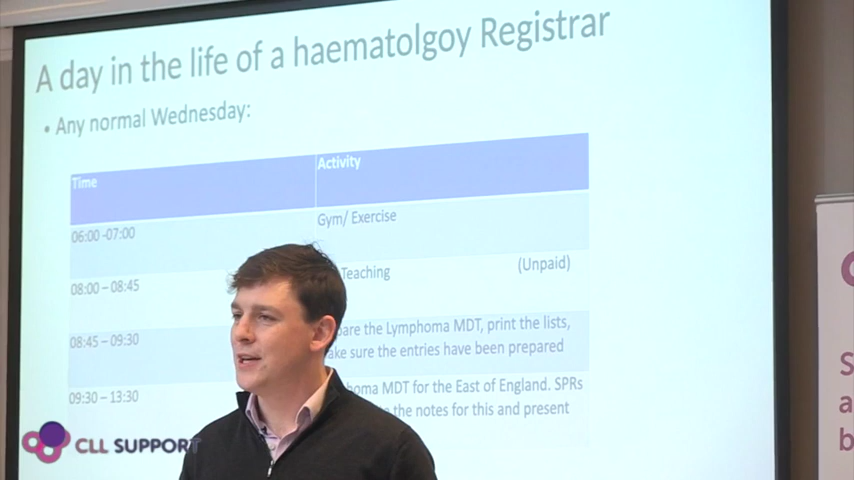 A day in the life of a haematolgoy Registrar
• Any normal Wednesday:
Time Activity
06:00 -07:00 Gym/ Exercise
08:00 – 08:45 Teaching (Unpaid)
08:45 – 09:30 the Lymphoma MDT, print the lists,
sure the entries have been prepared
09:30 – 13:30 MDT for the East of England. SPRs
the notes for this and present
CLL SUPPORT